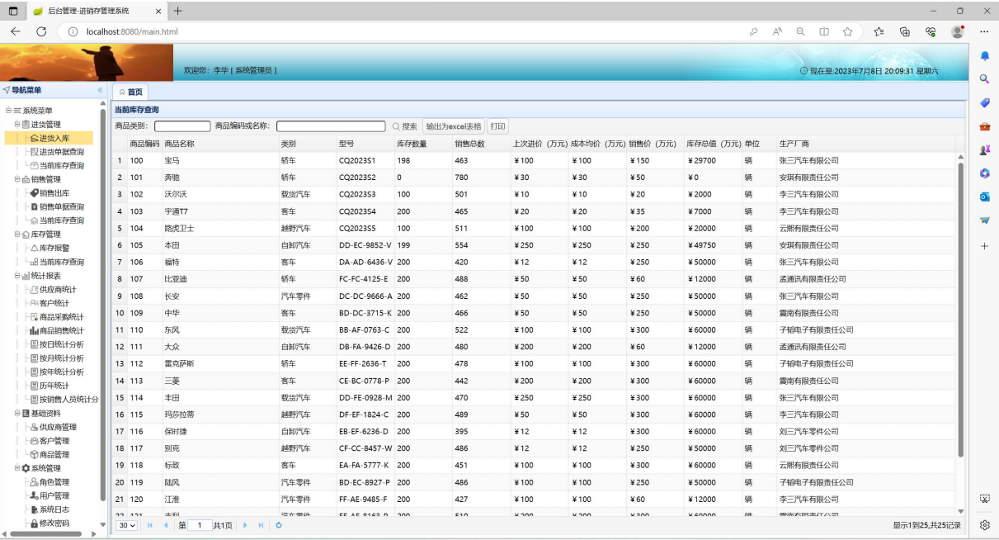 后台管理-进销存管理系统
localhost:8080/main.html
欢迎您：李华 [ 系统管理员 ]
现在是:2023年7月8日 20:09:31 星期六
导航菜单
系统菜单
进货管理
进货入库
进货单据查询
当前库存查询
销售管理
销售出库
销售单据查询
当前库存查询
库存管理
库存报警
当前库存查询
统计报表
供应商统计
客户统计
商品采购统计
商品销售统计
按日统计分析
按月统计分析
按年统计分析
历年统计
按销售人员统计分
基础资料
供应商管理
客户管理
商品管理
系统管理
角色管理
用户管理
系统日志
修改密码
首页
当前库存查询
商品类别: 商品编码或名称: 搜索 输出为excel表格 打印
商品编码 商品名称 类别 型号 库存数量 销售总数 上次进价（万元） 成本均价（万元） 销售价（万元） 库存总值（万元） 单位 生产厂商
1 100 宝马 轿车 CQ2023S1 198 463 ¥100 ¥100 ¥150 ¥29700 辆 张三汽车有限公司
2 101 奔驰 轿车 CQ2023S2 0 780 ¥30 ¥30 ¥50 ¥0 辆 安琪有限责任公司
3 102 沃尔沃 载货汽车 CQ2023S3 100 501 ¥10 ¥10 ¥20 ¥2000 辆 李三汽车有限公司
4 103 宇通T7 客车 CQ2023S4 200 465 ¥20 ¥20 ¥35 ¥7000 辆 李三汽车有限公司
5 104 路虎卫士 越野汽车 CQ2023S5 100 511 ¥100 ¥100 ¥200 ¥20000 辆 云熙有限责任公司
6 105 本田 自卸汽车 DD-EC-9852-V 199 554 ¥250 ¥250 ¥250 ¥49750 辆 安琪有限责任公司
7 106 福特 客车 DA-AD-6436-V 200 420 ¥12 ¥12 ¥250 ¥50000 辆 张三汽车有限公司
8 107 比亚迪 轿车 FC-FC-4125-E 200 488 ¥50 ¥50 ¥60 ¥12000 辆 孟通讯有限责任公司
9 108 长安 汽车零件 DC-DC-9666-A 200 462 ¥50 ¥50 ¥250 ¥50000 辆 张三汽车有限公司
10 109 中华 客车 BD-DC-3715-K 200 466 ¥50 ¥50 ¥250 ¥50000 辆 震南有限责任公司
11 110 东风 载货汽车 BB-AF-0763-C 200 522 ¥100 ¥100 ¥300 ¥60000 辆 子韬电子有限责任公司
12 111 大众 自卸汽车 DB-FA-9426-D 200 480 ¥200 ¥200 ¥60 ¥12000 辆 孟通讯有限责任公司
13 112 雷克萨斯 轿车 EE-FF-2636-T 200 478 ¥100 ¥100 ¥300 ¥60000 辆 子韬电子有限责任公司
14 113 三菱 客车 CE-BC-0778-P 200 442 ¥200 ¥200 ¥300 ¥60000 辆 震南有限责任公司
15 114 丰田 载货汽车 DD-FE-0928-M 200 470 ¥250 ¥250 ¥300 ¥60000 辆 张三汽车有限公司
16 115 玛莎拉蒂 越野汽车 DF-EF-1824-C 200 489 ¥50 ¥50 ¥300 ¥60000 辆 李三汽车有限公司
17 116 保时捷 自卸汽车 EB-EF-6236-D 200 395 ¥12 ¥12 ¥300 ¥60000 辆 刘三汽车零件公司
18 117 别克 越野汽车 CF-CC-8457-W 200 486 ¥12 ¥12 ¥250 ¥50000 辆 刘三汽车零件公司
19 118 标致 客车 EA-FA-5777-K 200 451 ¥100 ¥100 ¥300 ¥60000 辆 云熙有限责任公司
20 119 陆风 汽车零件 BD-EC-8927-P 200 486 ¥100 ¥100 ¥250 ¥50000 辆 子韬电子有限责任公司
21 120 江淮 汽车零件 FF-AE-9485-F 200 427 ¥100 ¥100 ¥60 ¥12000 辆 李三汽车有限公司
30 第 1 共1页 显示1到25,共25记录